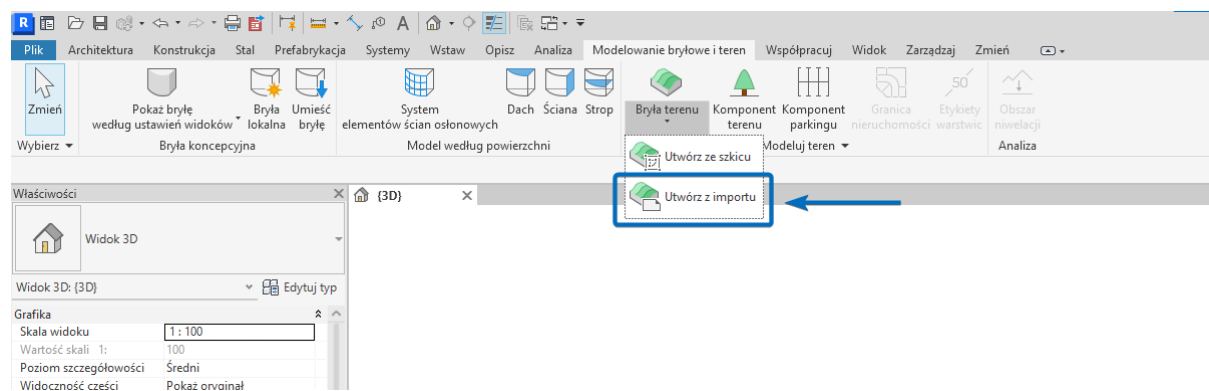 R
A
Plik Architektura Konstrukcja Stal Prefabrykacja Systemy Wstaw Opisz Analiza Modelowanie bryłowe i teren Współpracuj Widok Zarządzaj Zmień
Zmień
Pokaż bryłę
według ustawień widoków
Bryła
lokalna
Umieść
bryłę
System
elementów ścian osłonowych
Dach Ściana Strop
Bryła terenu
Komponent
terenu
Komponent
parkingu
Granica
nieruchomości
50
Etykiety
warstwic
Obszar
niwelacji
Wybierz Bryła koncepcyjna Model według powierzchni Modeluj teren Analiza
Utwórz ze szkicu
Utwórz z importu
Właściwości
{3D}
Widok 3D
Widok 3D: {3D} Edytuj typ
Grafika
Skala widoku 1 : 100
Wartość skali 1: 100
Poziom szczegółowości Średni
Widoczność części Pokaż oryginał